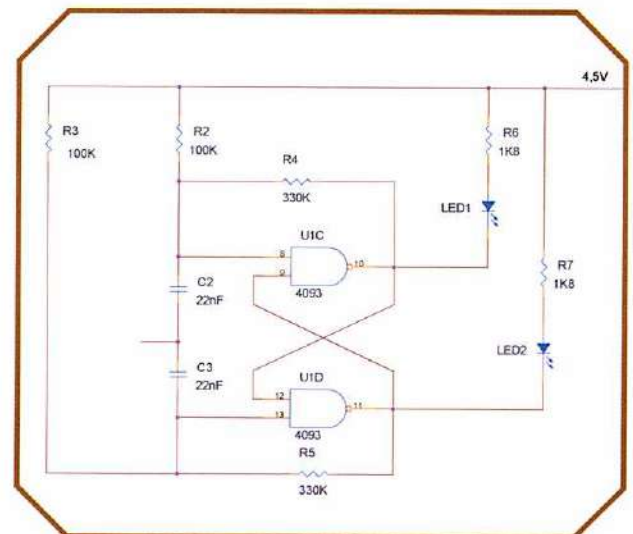 4,5V
R3
100K
R2
100K
R4
330K
R6
1K8
LED1
U1C
8
9
10
4093
R7
1K8
C2
22nF
LED2
C3
22nF
U1D
12
13
11
4093
R5
330K